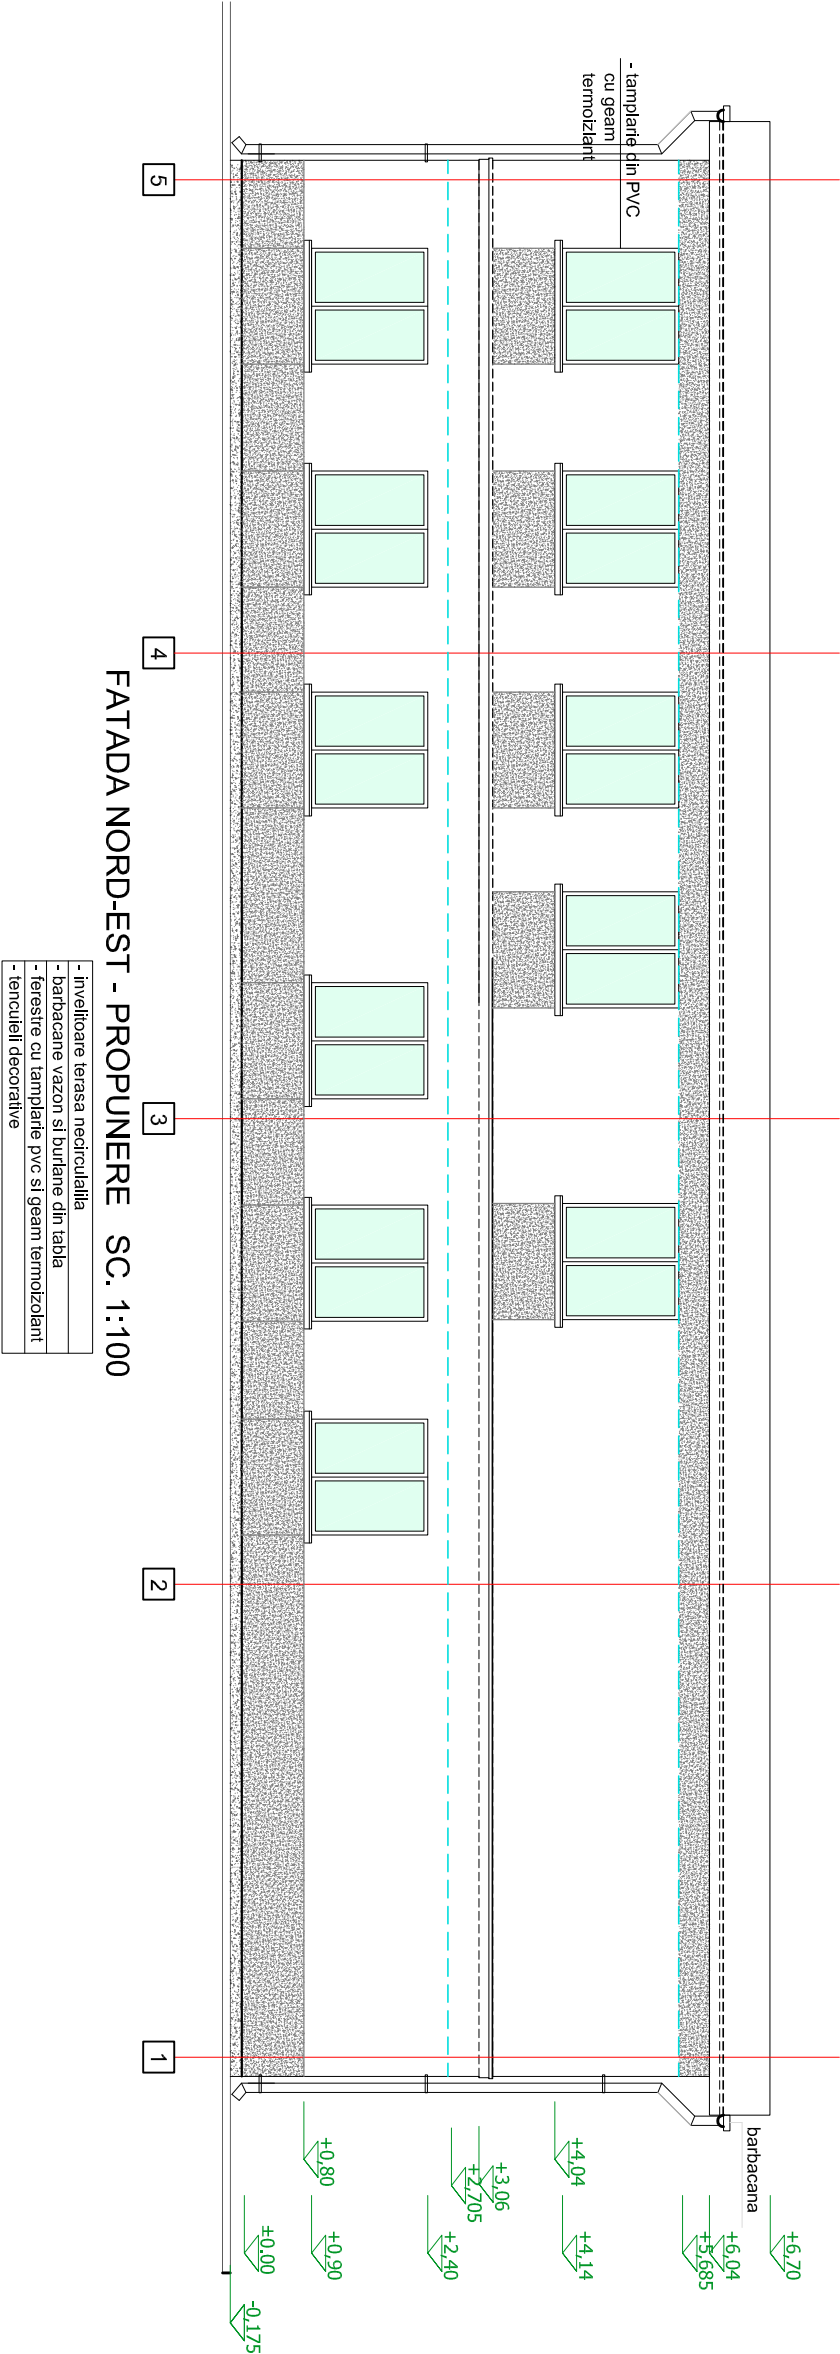 - tamplarie din PVC
cu geam
termoizlant
barbacana
+6,70
+6,04
+5,685
+4,14
+4,04
+3,06
+2,705
+2,40
+0,90
+0,80
±0.00
-0,175
5
4
3
2
1
FATADA NORD-EST - PROPUNERE SC. 1:100
- invelitoare terasa necirculalila
- barbacane vazon si burlane din tabla
- ferestre cu tamplarie pvc si geam termoizolant
- tencuieli decorative